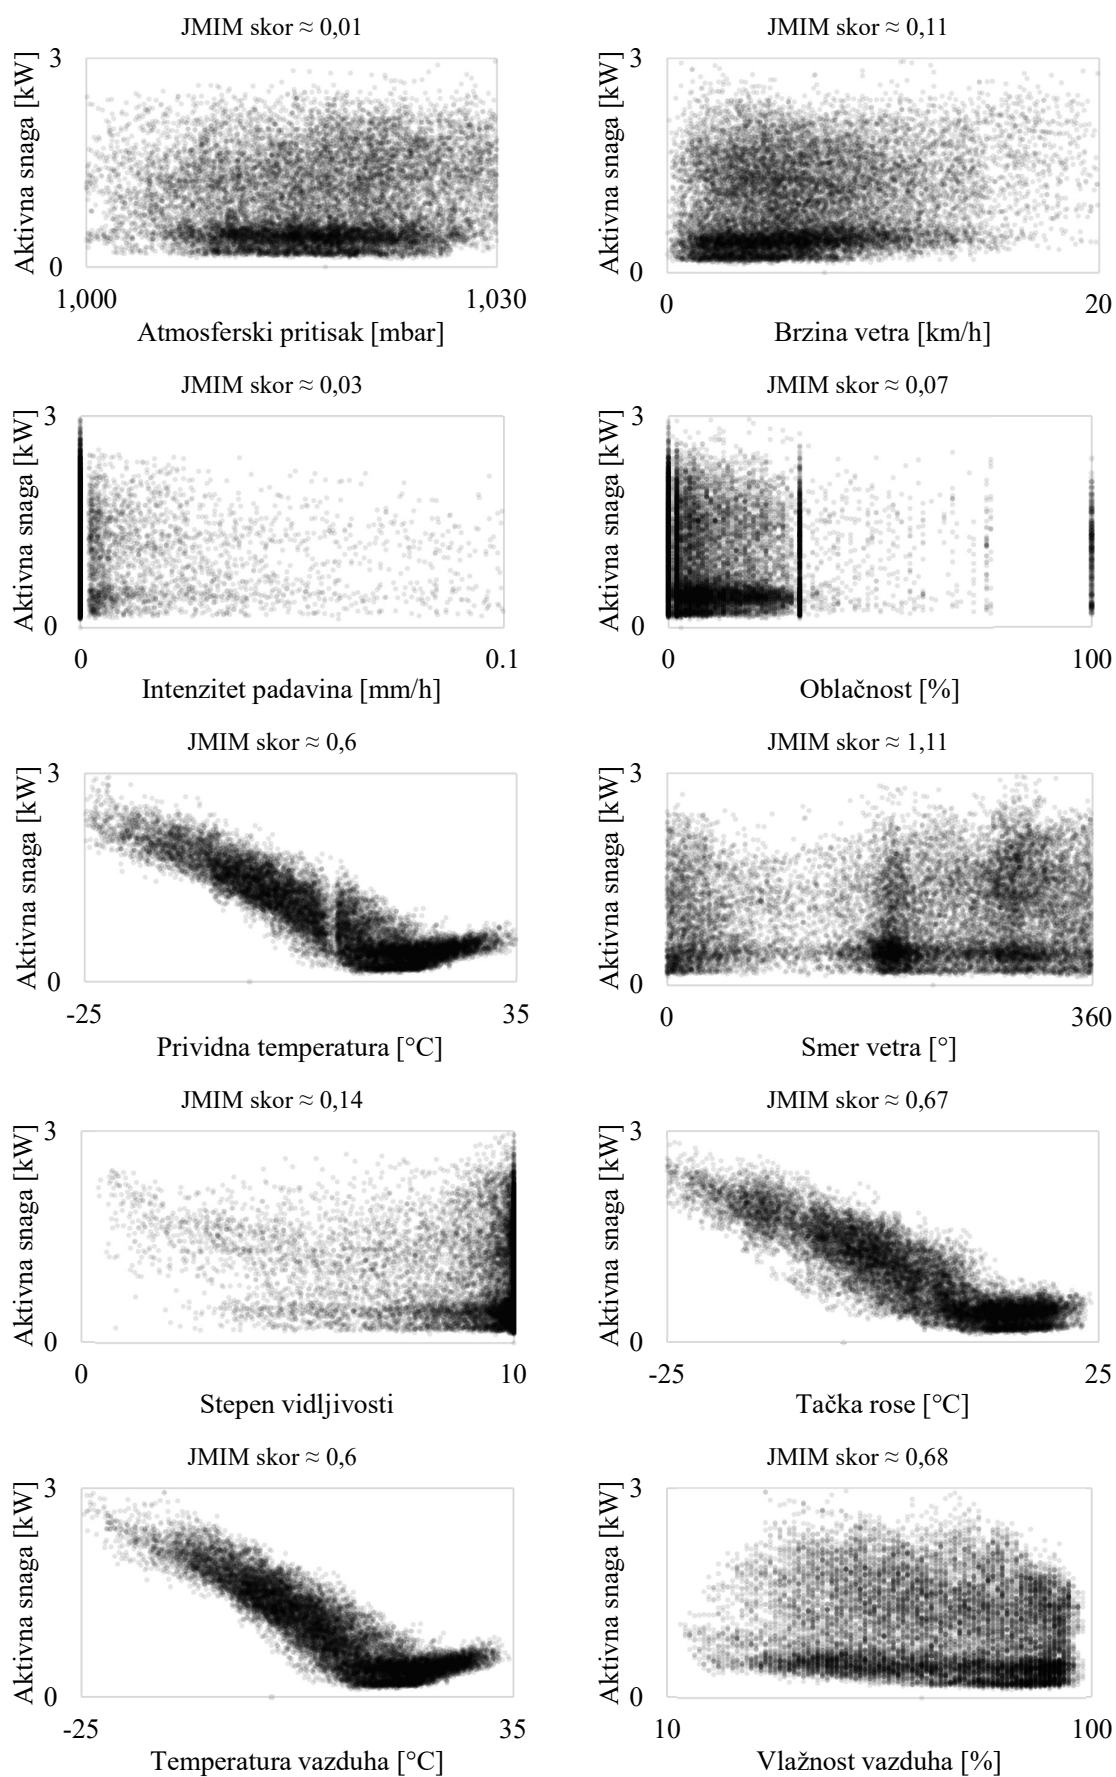 JMIM skor ≈ 0,01
Aktivna snaga [kW]
3
0
1,000
1,030
Atmosferski pritisak [mbar]
JMIM skor ≈ 0,11
Aktivna snaga [kW]
3
0
0
20
Brzina vetra [km/h]
JMIM skor ≈ 0,03
Aktivna snaga [kW]
3
0
0
0.1
Intenzitet padavina [mm/h]
JMIM skor ≈ 0,07
Aktivna snaga [kW]
3
0
0
100
Oblačnost [%]
JMIM skor ≈ 0,6
Aktivna snaga [kW]
3
0
-25
35
Prividna temperatura [°C]
JMIM skor ≈ 1,11
Aktivna snaga [kW]
3
0
0
360
Smer vetra [°]
JMIM skor ≈ 0,14
Aktivna snaga [kW]
3
0
0
10
Stepen vidljivosti
JMIM skor ≈ 0,67
Aktivna snaga [kW]
3
0
-25
25
Tačka rose [°C]
JMIM skor ≈ 0,6
Aktivna snaga [kW]
3
0
-25
35
Temperatura vazduha [°C]
JMIM skor ≈ 0,68
Aktivna snaga [kW]
3
0
10
100
Vlažnost vazduha [%]